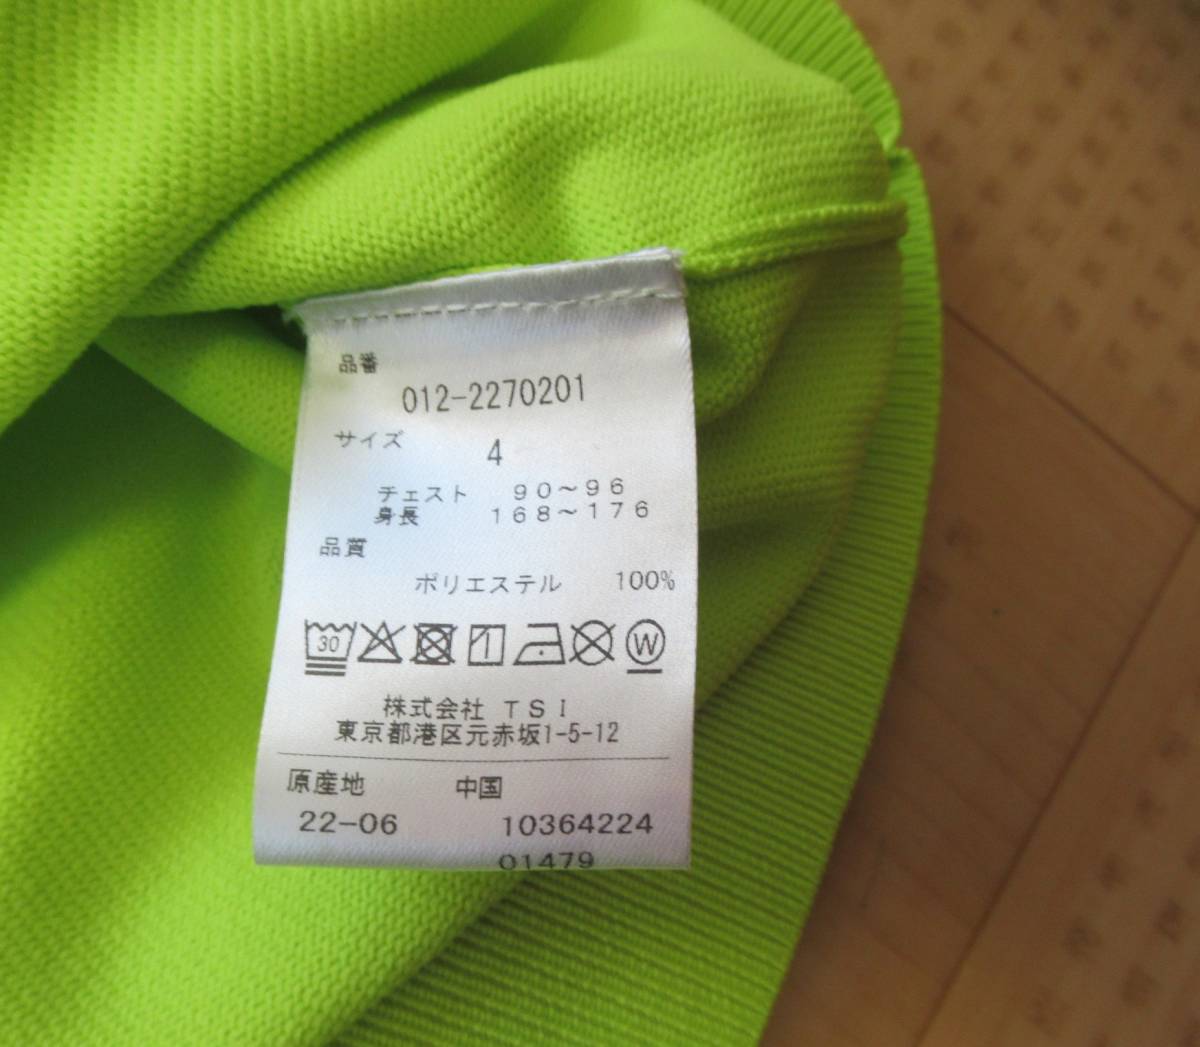 品番
012-2270201
サイズ 4
チェスト 90～96
身長 168～176
品質
ポリエステル 100%
30 1 W
株式会社 TSI
東京都港区元赤坂1-5-12
原産地 中国
22-06 10364224
01479